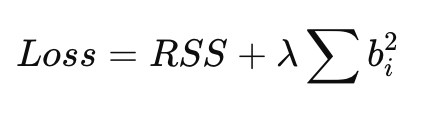 Loss = RSS + λ ∑ b_i^2